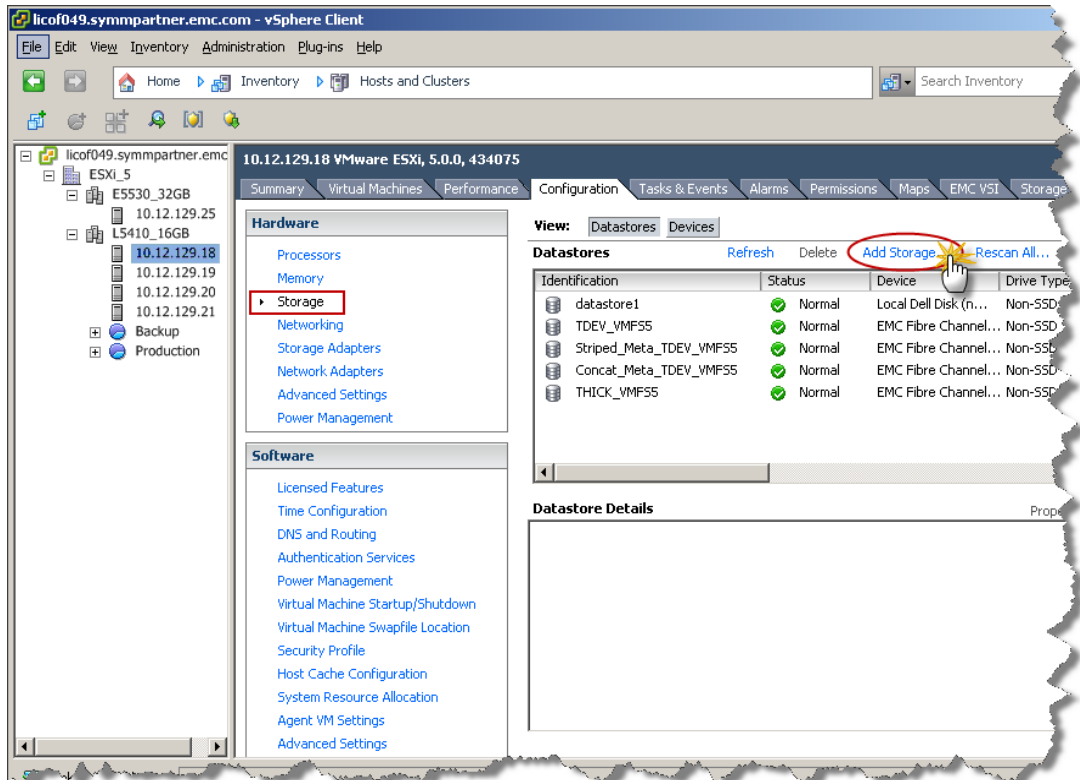 licof049.symmpartner.emc.com - vSphere Client
File Edit View Inventory Administration Plug-ins Help
Home Inventory Hosts and Clusters Search Inventory
licof049.symmpartner.emc
ESXi_5
E5530_32GB
10.12.129.25
L5410_16GB
10.12.129.18
10.12.129.19
10.12.129.20
10.12.129.21
Backup
Production
10.12.129.18 VMware ESXi, 5.0.0, 434075
Summary Virtual Machines Performance Configuration Tasks & Events Alarms Permissions Maps EMC VSI Storage
Hardware
Processors
Memory
Storage
Networking
Storage Adapters
Network Adapters
Advanced Settings
Power Management
Software
Licensed Features
Time Configuration
DNS and Routing
Authentication Services
Power Management
Virtual Machine Startup/Shutdown
Virtual Machine Swapfile Location
Security Profile
Host Cache Configuration
System Resource Allocation
Agent VM Settings
Advanced Settings
View: Datastores Devices
Datastores Refresh Delete Add Storage... Rescan All...
Identification Status Device Drive Type
datastore1 Normal Local Dell Disk (n... Non-SSD
TDEV_VMFS5 Normal EMC Fibre Channel... Non-SSD
Striped_Meta_TDEV_VMFS5 Normal EMC Fibre Channel... Non-SSD
Concat_Meta_TDEV_VMFS5 Normal EMC Fibre Channel... Non-SSD
THICK_VMFS5 Normal EMC Fibre Channel... Non-SSD
Datastore Details Prope